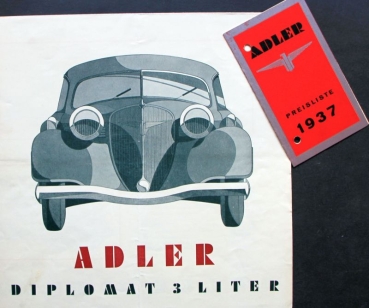 ADLER
PREISLISTE
1937
ADLER
DIPLOMAT 3 LITER